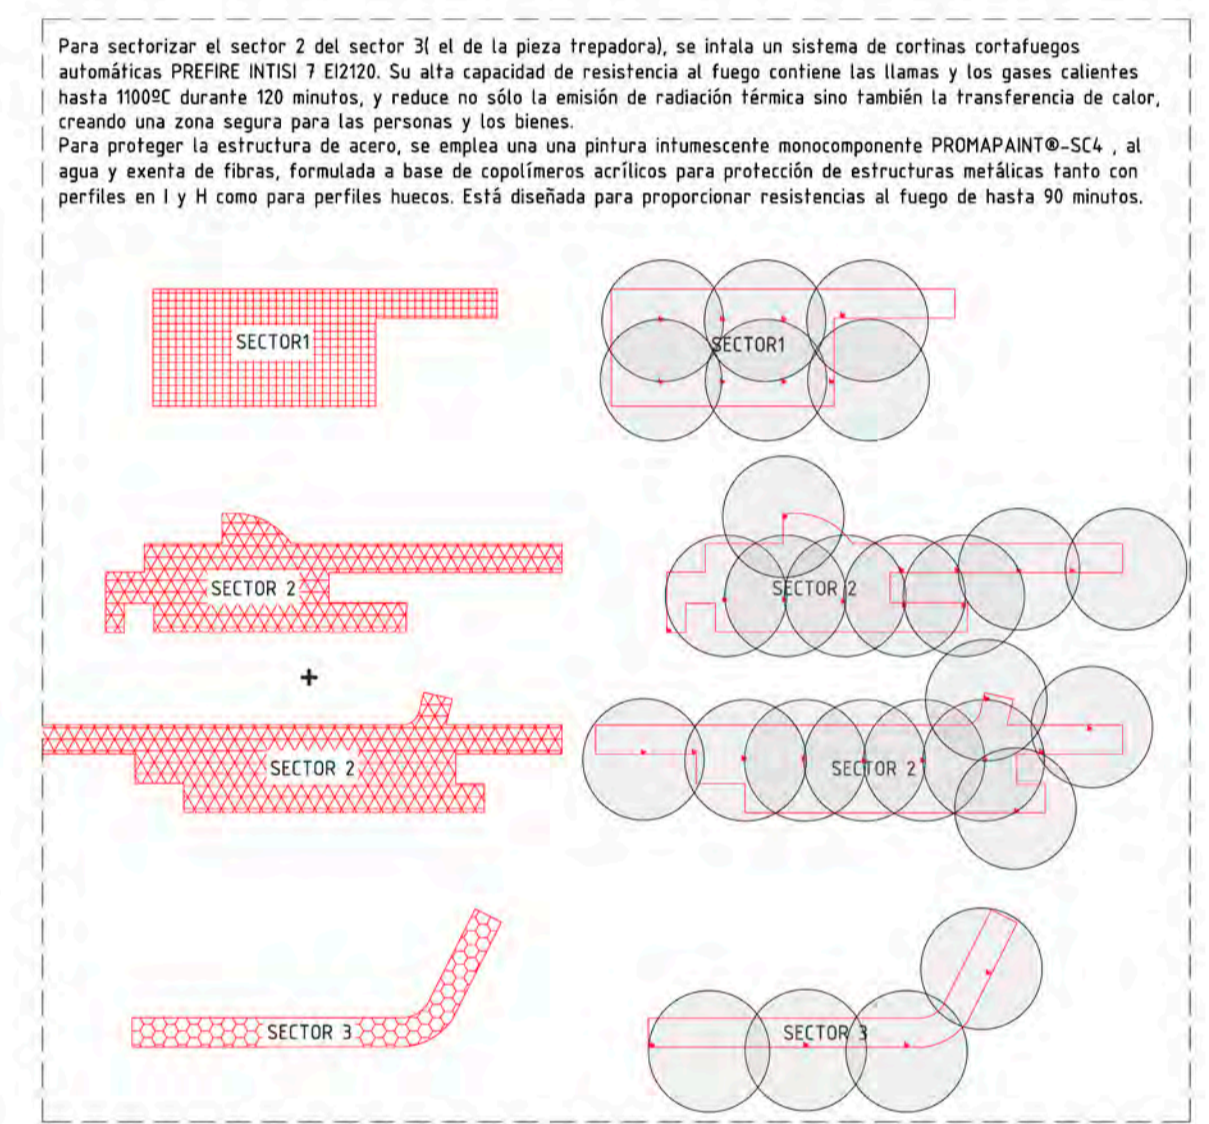 Para sectorizar el sector 2 del sector 3( el de la pieza trepadora), se intala un sistema de cortinas cortafuegos
automáticas PREFIRE INTISI 7 EI2120. Su alta capacidad de resistencia al fuego contiene las llamas y los gases calientes
hasta 1100ºC durante 120 minutos, y reduce no sólo la emisión de radiación térmica sino también la transferencia de calor,
creando una zona segura para las personas y los bienes.
Para proteger la estructura de acero, se emplea una una pintura intumescente monocomponente PROMAPAINT®-SC4 , al
agua y exenta de fibras, formulada a base de copolímeros acrílicos para protección de estructuras metálicas tanto con
perfiles en I y H como para perfiles huecos. Está diseñada para proporcionar resistencias al fuego de hasta 90 minutos.
SECTOR1
SECTOR1
SECTOR 2
SECTOR 2
+
SECTOR 2
SECTOR 2
SECTOR 3
SECTOR 3